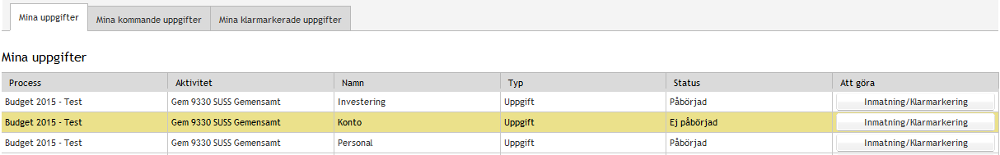 Mina uppgifter Mina kommande uppgifter Mina klarmarkerade uppgifter
Mina uppgifter
Process Aktivitet Namn Typ Status Att göra
Budget 2015 - Test Gem 9330 SUSS Gemensamt Investering Uppgift Påbörjad Inmatning/Klarmarkering
Budget 2015 - Test Gem 9330 SUSS Gemensamt Konto Uppgift Ej påbörjad Inmatning/Klarmarkering
Budget 2015 - Test Gem 9330 SUSS Gemensamt Personal Uppgift Påbörjad Inmatning/Klarmarkering